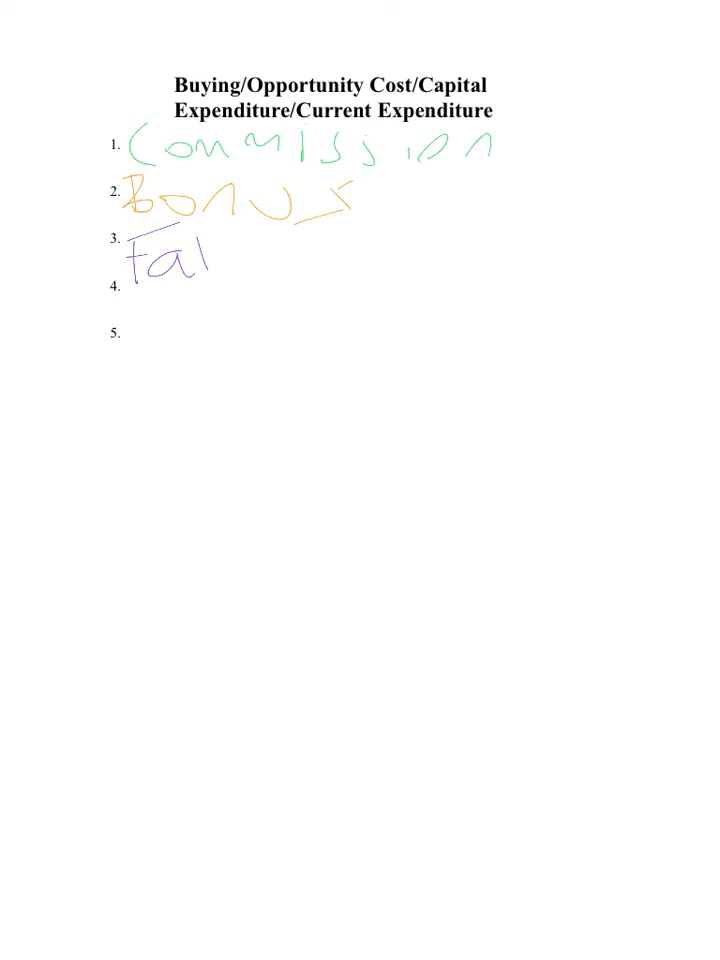 Buying/Opportunity Cost/Capital
Expenditure/Current Expenditure
1. Commission
2. Bonus
3. Fal
4.
5.